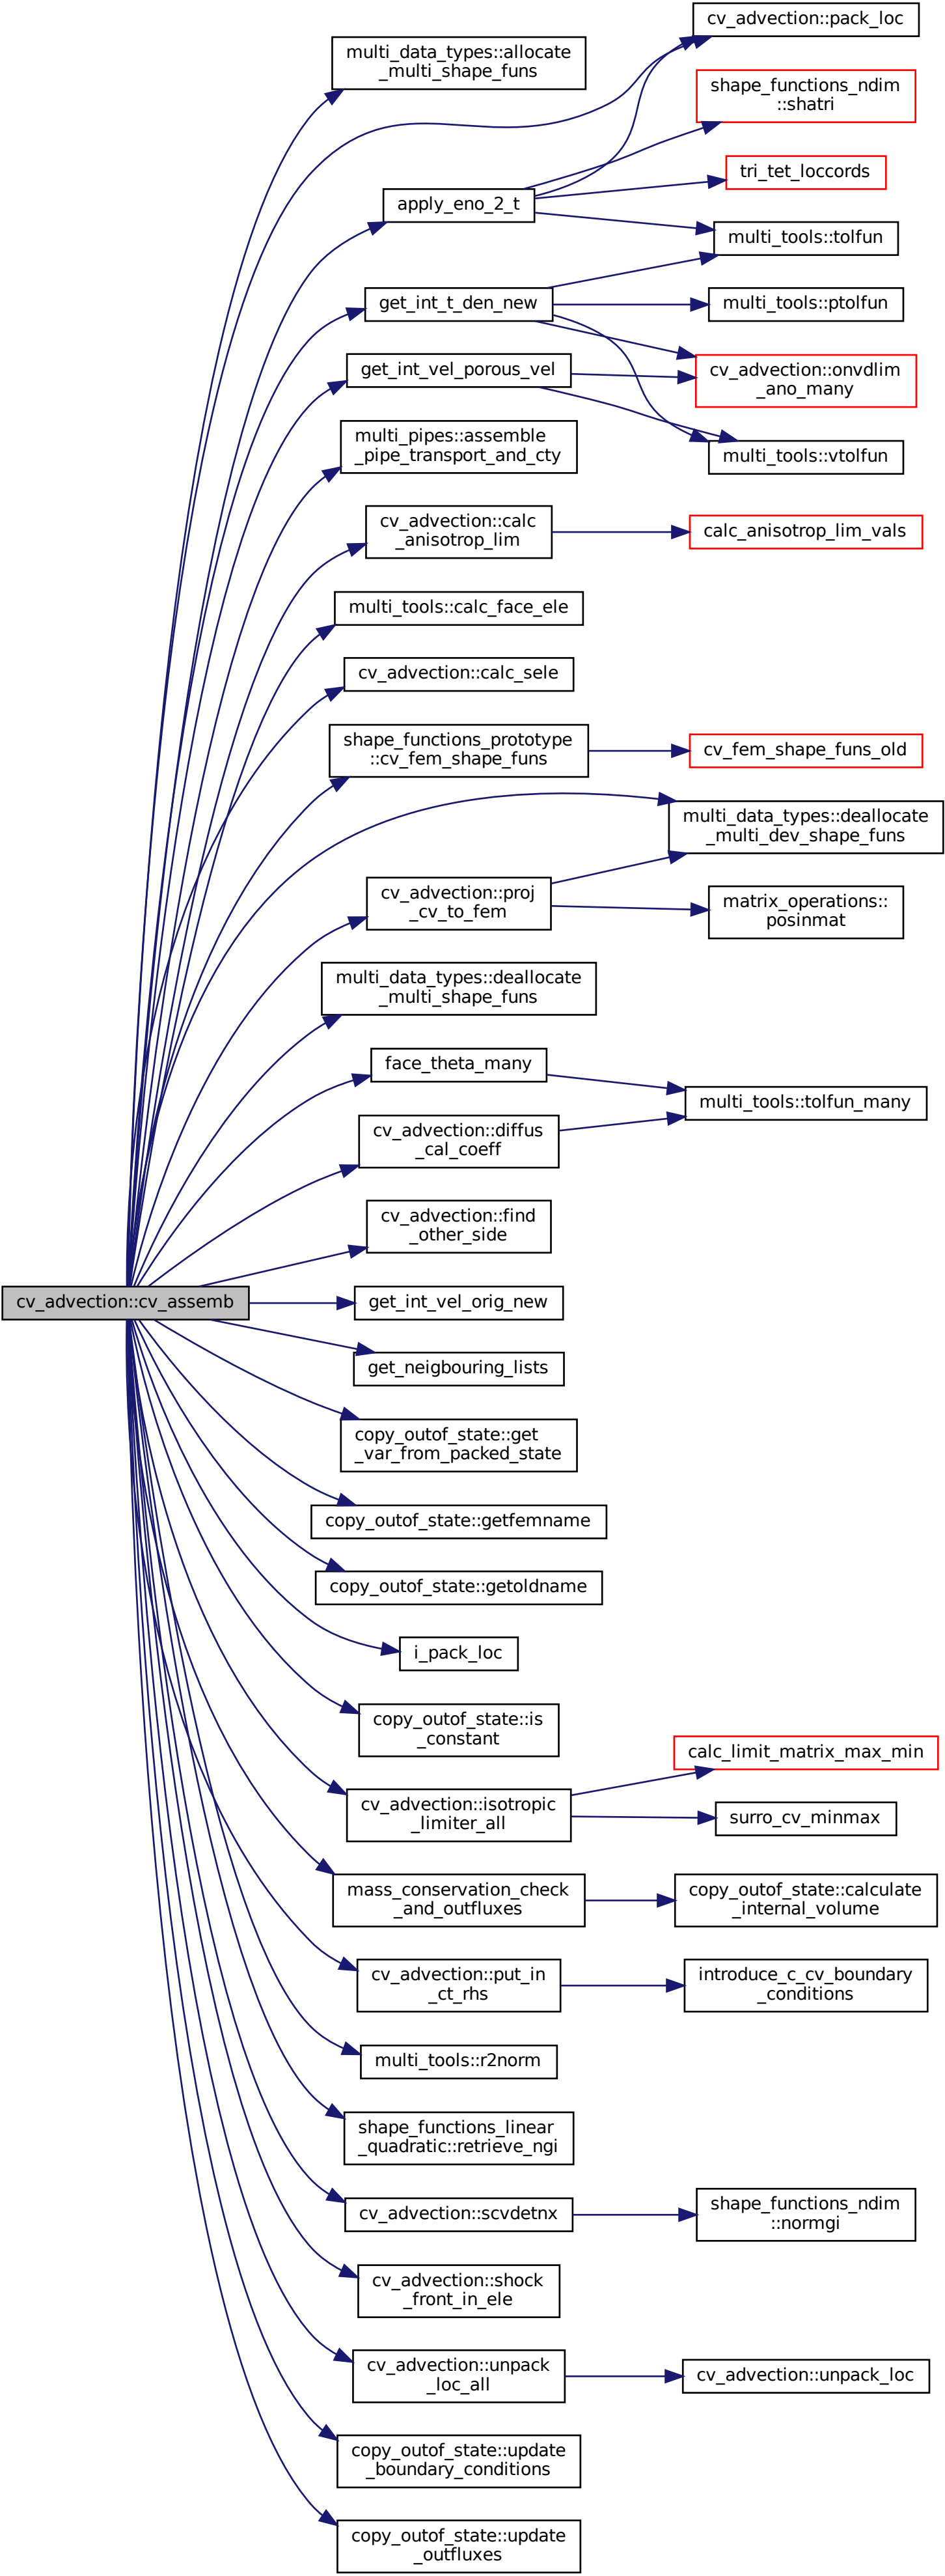 cv_advection::pack_loc
multi_data_types::allocate
_multi_shape_funs
shape_functions_ndim
::shatri
tri_tet_loccords
apply_eno_2_t
multi_tools::tolfun
get_int_t_den_new
multi_tools::ptolfun
get_int_vel_porous_vel
cv_advection::onvdlim
_ano_many
multi_pipes::assemble
_pipe_transport_and_cty
multi_tools::vtolfun
cv_advection::calc
_anisotrop_lim
calc_anisotrop_lim_vals
multi_tools::calc_face_ele
cv_advection::calc_sele
shape_functions_prototype
::cv_fem_shape_funs
cv_fem_shape_funs_old
multi_data_types::deallocate
_multi_dev_shape_funs
cv_advection::proj
_cv_to_fem
matrix_operations::
posinmat
multi_data_types::deallocate
_multi_shape_funs
face_theta_many
multi_tools::tolfun_many
cv_advection::diffus
_cal_coeff
cv_advection::find
_other_side
cv_advection::cv_assemb
get_int_vel_orig_new
get_neigbouring_lists
copy_outof_state::get
_var_from_packed_state
copy_outof_state::getfemname
copy_outof_state::getoldname
i_pack_loc
copy_outof_state::is
_constant
calc_limit_matrix_max_min
cv_advection::isotropic
_limiter_all
surro_cv_minmax
mass_conservation_check
_and_outfluxes
copy_outof_state::calculate
_internal_volume
cv_advection::put_in
_ct_rhs
introduce_c_cv_boundary
_conditions
multi_tools::r2norm
shape_functions_linear
_quadratic::retrieve_ngi
cv_advection::scvdetnx
shape_functions_ndim
::normgi
cv_advection::shock
_front_in_ele
cv_advection::unpack
_loc_all
cv_advection::unpack_loc
copy_outof_state::update
_boundary_conditions
copy_outof_state::update
_outfluxes